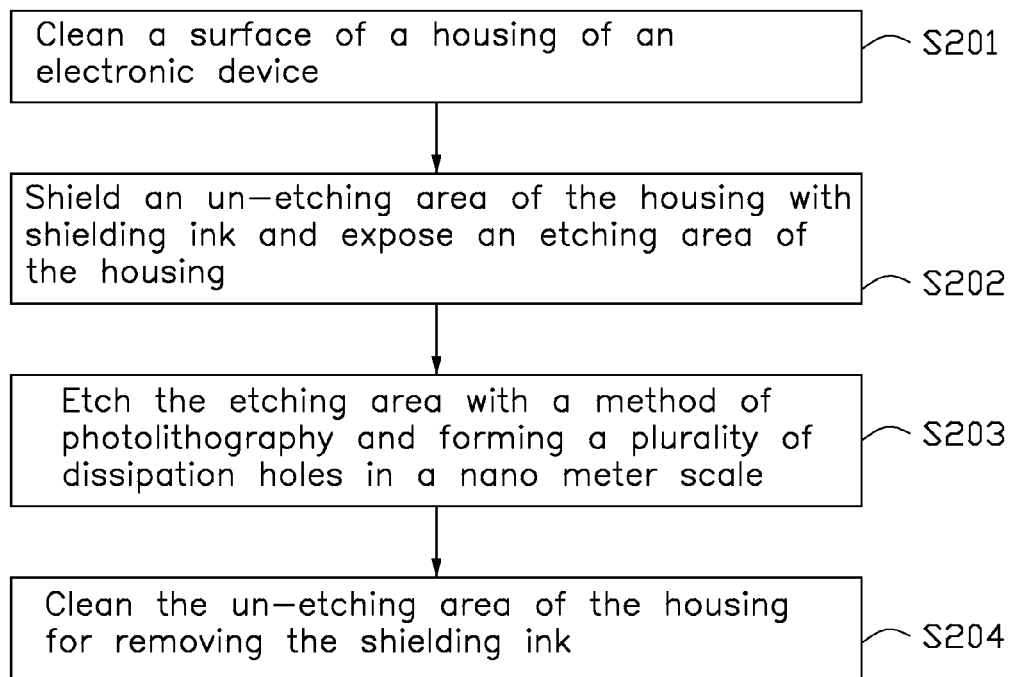 Clean a surface of a housing of an
electronic device
S201
Shield an un-etching area of the housing with
shielding ink and expose an etching area of
the housing
S202
Etch the etching area with a method of
photolithography and forming a plurality of
dissipation holes in a nano meter scale
S203
Clean the un-etching area of the housing
for removing the shielding ink
S204